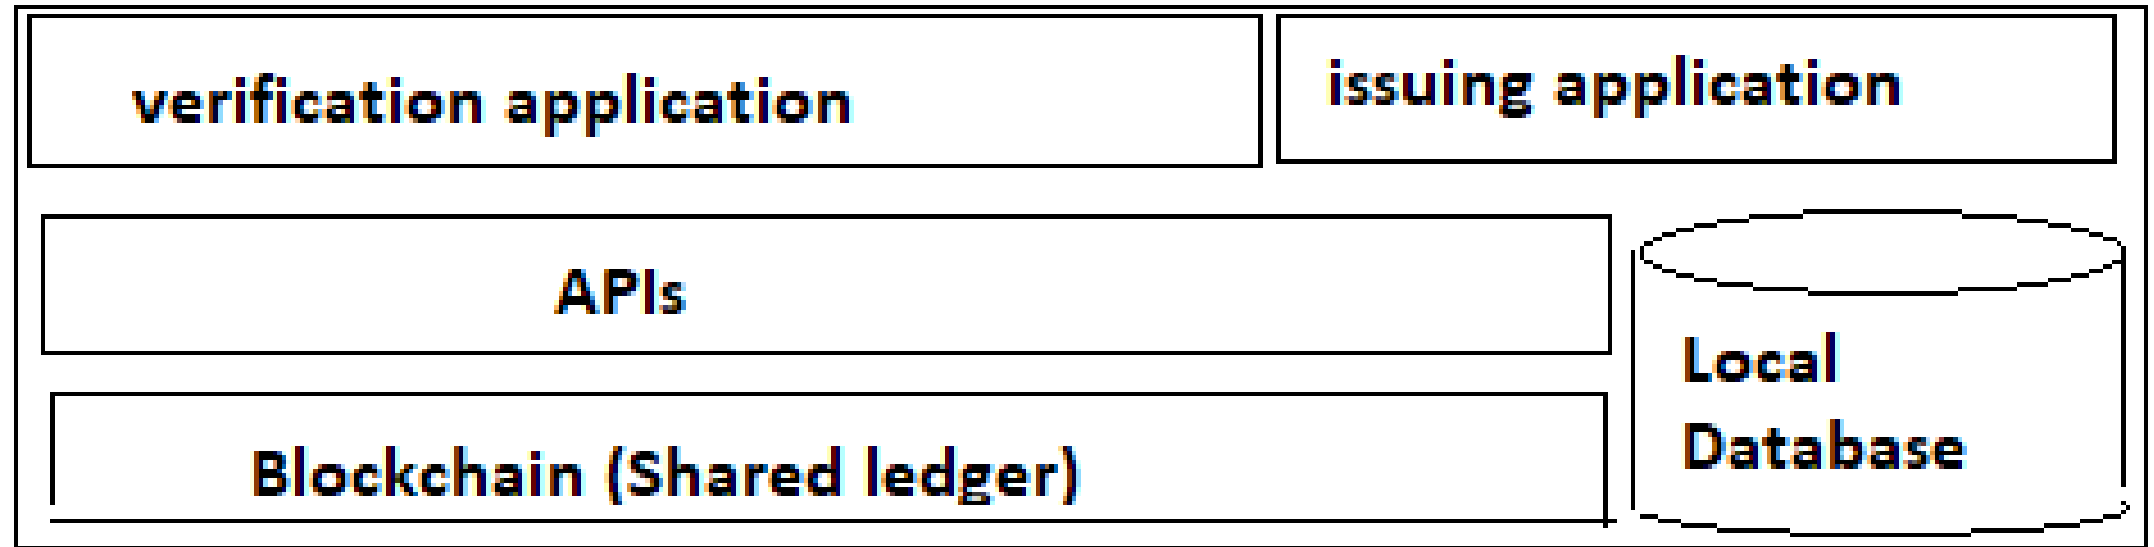 verification application
issuing application
APIs
Local
Database
Blockchain (Shared ledger)